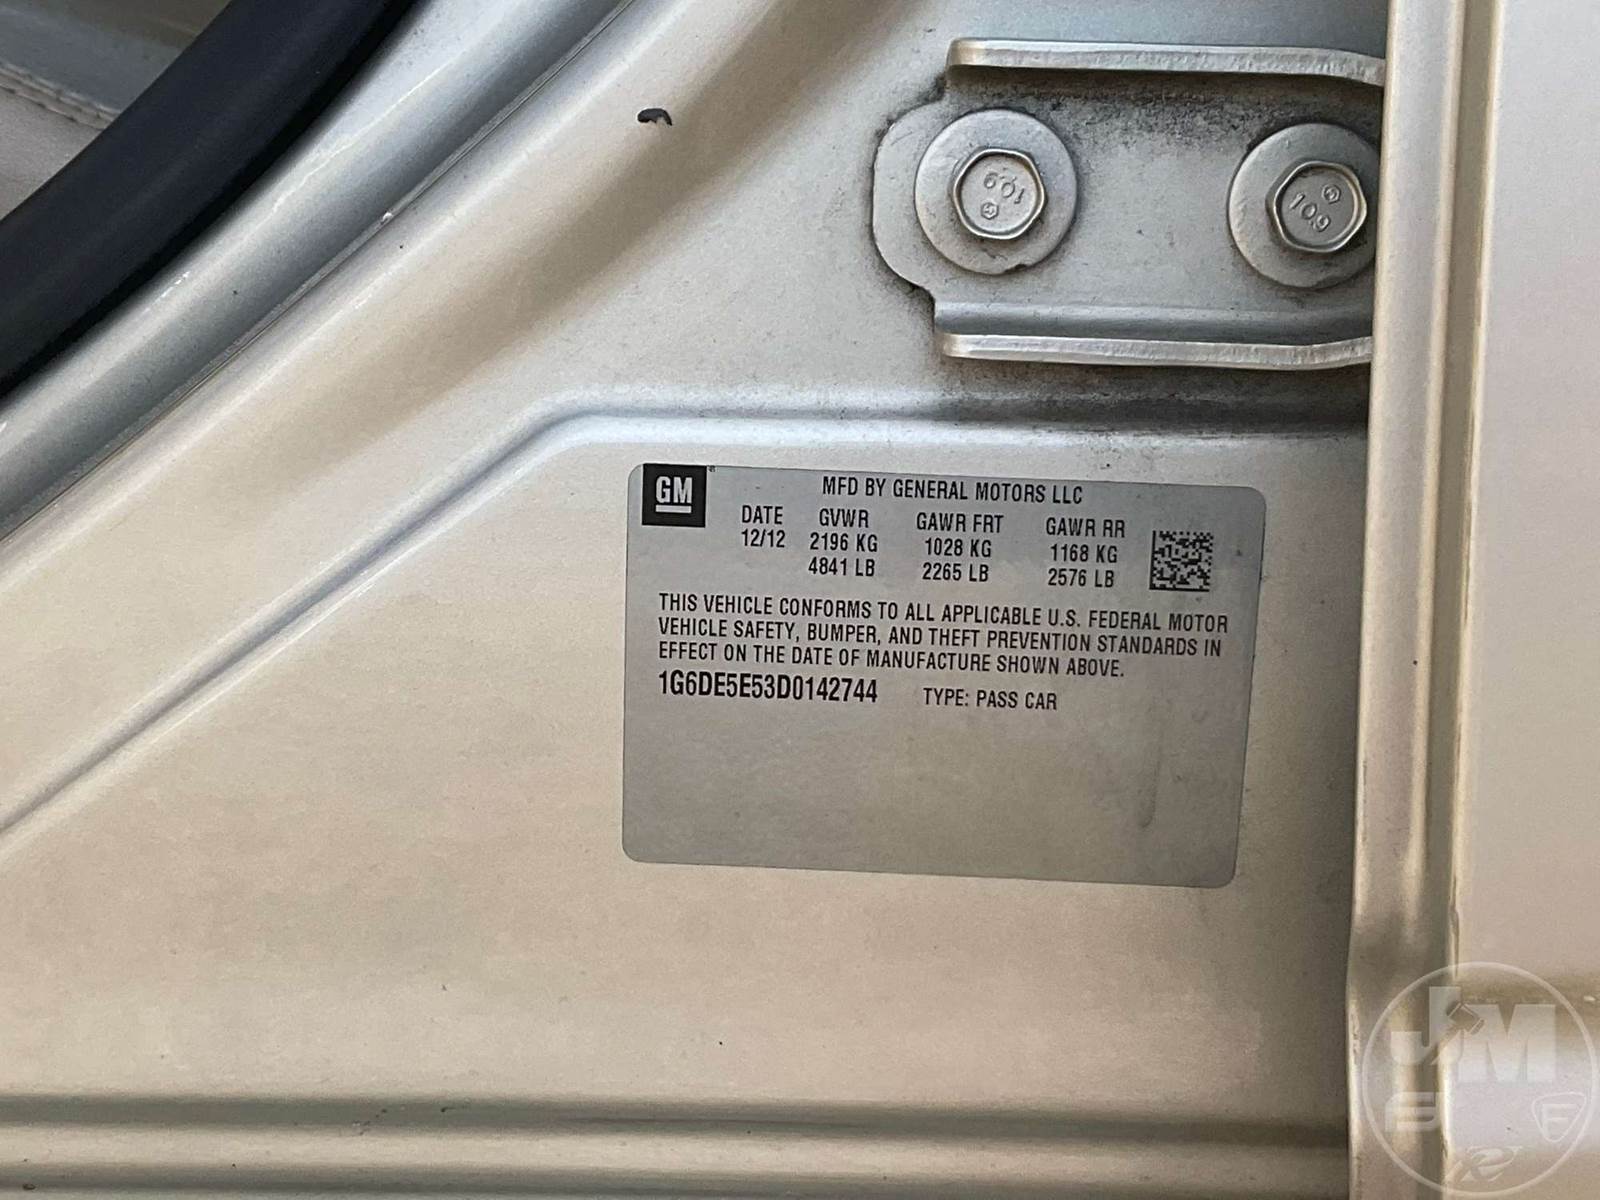 109
109
GM
MFD BY GENERAL MOTORS LLC
DATE GVWR GAWR FRT GAWR RR
12/12 2196 KG 1028 KG 1168 KG
4841 LB 2265 LB 2576 LB
THIS VEHICLE CONFORMS TO ALL APPLICABLE U.S. FEDERAL MOTOR
VEHICLE SAFETY, BUMPER, AND THEFT PREVENTION STANDARDS IN
EFFECT ON THE DATE OF MANUFACTURE SHOWN ABOVE.
1G6DE5E53D0142744 TYPE: PASS CAR
J M